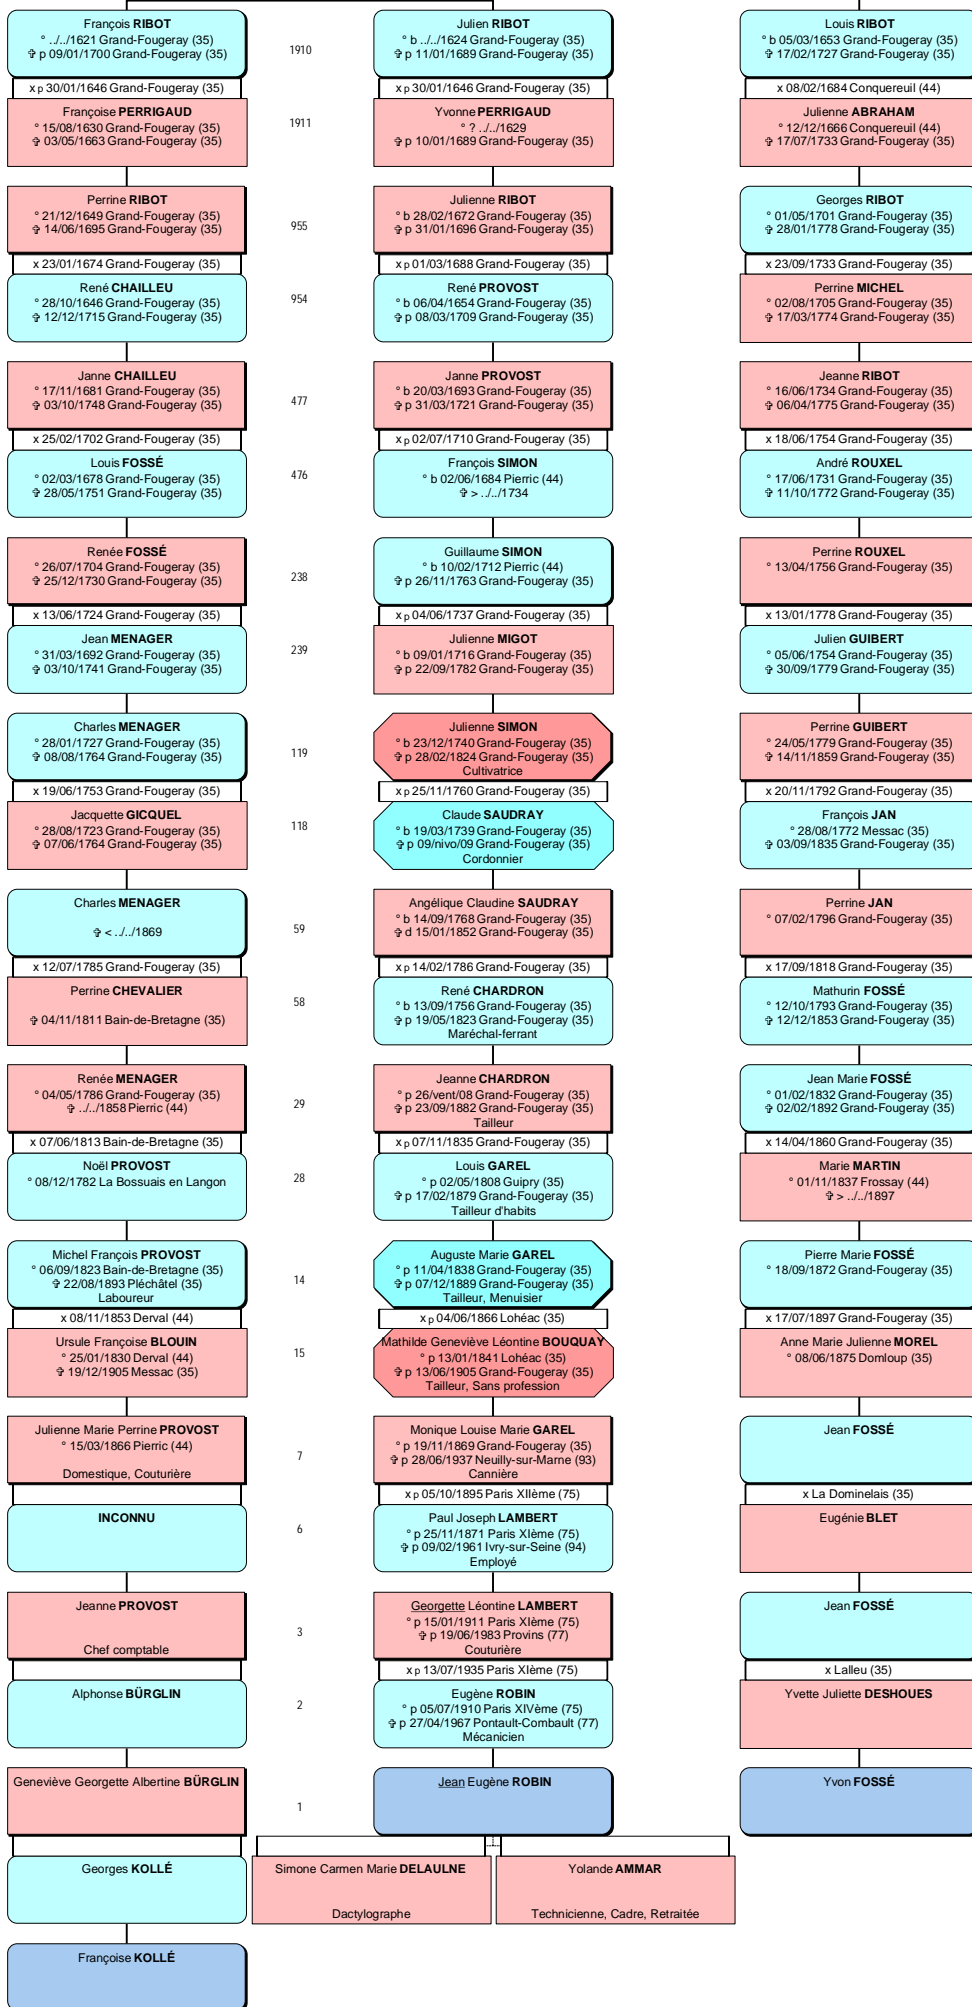 François RIBOT
° ../../1621 Grand-Fougeray (35)
✞ p 09/01/1700 Grand-Fougeray (35)
x p 30/01/1646 Grand-Fougeray (35)
Françoise PERRIGAUD
° 15/08/1630 Grand-Fougeray (35)
✞ 03/05/1663 Grand-Fougeray (35)
Perrine RIBOT
° 21/12/1649 Grand-Fougeray (35)
✞ 14/06/1695 Grand-Fougeray (35)
x 23/01/1674 Grand-Fougeray (35)
René CHAILLEU
° 28/10/1646 Grand-Fougeray (35)
✞ 12/12/1715 Grand-Fougeray (35)
Janne CHAILLEU
° 17/11/1681 Grand-Fougeray (35)
✞ 03/10/1748 Grand-Fougeray (35)
x 25/02/1702 Grand-Fougeray (35)
Louis FOSSÉ
° 02/03/1678 Grand-Fougeray (35)
✞ 28/05/1751 Grand-Fougeray (35)
Renée FOSSÉ
° 26/07/1704 Grand-Fougeray (35)
✞ 25/12/1730 Grand-Fougeray (35)
x 13/06/1724 Grand-Fougeray (35)
Jean MENAGER
° 31/03/1692 Grand-Fougeray (35)
✞ 03/10/1741 Grand-Fougeray (35)
Charles MENAGER
° 28/01/1727 Grand-Fougeray (35)
✞ 08/08/1764 Grand-Fougeray (35)
x 19/06/1753 Grand-Fougeray (35)
Jacquette GICQUEL
° 28/08/1723 Grand-Fougeray (35)
✞ 07/06/1764 Grand-Fougeray (35)
Charles MENAGER
✞ < ../../1869
x 12/07/1785 Grand-Fougeray (35)
Perrine CHEVALIER
✞ 04/11/1811 Bain-de-Bretagne (35)
Renée MENAGER
° 04/05/1786 Grand-Fougeray (35)
✞ ../../1858 Pierric (44)
x 07/06/1813 Bain-de-Bretagne (35)
Noël PROVOST
° 08/12/1782 La Bossuais en Langon
Michel François PROVOST
° 06/09/1823 Bain-de-Bretagne (35)
✞ 22/08/1893 Pléchâtel (35)
Laboureur
x 08/11/1853 Derval (44)
Ursule Françoise BLOUIN
° 25/01/1830 Derval (44)
✞ 19/12/1905 Messac (35)
Julienne Marie Perrine PROVOST
° 15/03/1866 Pierric (44)
Domestique, Couturière
INCONNU
Jeanne PROVOST
Chef comptable
Alphonse BÜRGLIN
Geneviève Georgette Albertine BÜRGLIN
Georges KOLLÉ
Françoise KOLLÉ
1910
1911
955
954
477
476
238
239
119
118
59
58
29
28
14
15
7
6
3
2
1
Julien RIBOT
° b ../../1624 Grand-Fougeray (35)
✞ p 11/01/1689 Grand-Fougeray (35)
x p 30/01/1646 Grand-Fougeray (35)
Yvonne PERRIGAUD
° ? ../../1629
✞ p 10/01/1689 Grand-Fougeray (35)
Julienne RIBOT
° b 28/02/1672 Grand-Fougeray (35)
✞ p 31/01/1696 Grand-Fougeray (35)
x p 01/03/1688 Grand-Fougeray (35)
René PROVOST
° b 06/04/1654 Grand-Fougeray (35)
✞ p 08/03/1709 Grand-Fougeray (35)
Janne PROVOST
° b 20/03/1693 Grand-Fougeray (35)
✞ p 31/03/1721 Grand-Fougeray (35)
x p 02/07/1710 Grand-Fougeray (35)
François SIMON
° b 02/06/1684 Pierric (44)
✞ > ../../1734
Guillaume SIMON
° b 10/02/1712 Pierric (44)
✞ p 26/11/1763 Grand-Fougeray (35)
x p 04/06/1737 Grand-Fougeray (35)
Julienne MIGOT
° b 09/01/1716 Grand-Fougeray (35)
✞ p 22/09/1782 Grand-Fougeray (35)
Julienne SIMON
° b 23/12/1740 Grand-Fougeray (35)
✞ p 28/02/1824 Grand-Fougeray (35)
Cultivatrice
x p 25/11/1760 Grand-Fougeray (35)
Claude SAUDRAY
° b 19/03/1739 Grand-Fougeray (35)
✞ p 09/nivo/09 Grand-Fougeray (35)
Cordonnier
Angélique Claudine SAUDRAY
° b 14/09/1768 Grand-Fougeray (35)
✞ d 15/01/1852 Grand-Fougeray (35)
x p 14/02/1786 Grand-Fougeray (35)
René CHARDRON
° b 13/09/1756 Grand-Fougeray (35)
✞ p 19/05/1823 Grand-Fougeray (35)
Maréchal-ferrant
Jeanne CHARDRON
° p 26/vent/08 Grand-Fougeray (35)
✞ p 23/09/1882 Grand-Fougeray (35)
Tailleur
x p 07/11/1835 Grand-Fougeray (35)
Louis GAREL
° p 02/05/1808 Guipry (35)
✞ p 17/02/1879 Grand-Fougeray (35)
Tailleur d'habits
Auguste Marie GAREL
° p 11/04/1838 Grand-Fougeray (35)
✞ p 07/12/1889 Grand-Fougeray (35)
Tailleur, Menuisier
x p 04/06/1866 Lohéac (35)
Mathilde Geneviève Léontine BOUQUAY
° p 13/01/1841 Lohéac (35)
✞ p 13/06/1905 Grand-Fougeray (35)
Tailleur, Sans profession
Monique Louise Marie GAREL
° p 19/11/1869 Grand-Fougeray (35)
✞ p 28/06/1937 Neuilly-sur-Marne (93)
Cannière
x p 05/10/1895 Paris XIIème (75)
Paul Joseph LAMBERT
° p 25/11/1871 Paris XIème (75)
✞ p 09/02/1961 Ivry-sur-Seine (94)
Employé
Georgette Léontine LAMBERT
° p 15/01/1911 Paris XIème (75)
✞ p 19/06/1983 Provins (77)
Couturière
x p 13/07/1935 Paris XIème (75)
Eugène ROBIN
° p 05/07/1910 Paris XIVème (75)
✞ p 27/04/1967 Pontault-Combault (77)
Mécanicien
Jean Eugène ROBIN
Simone Carmen Marie DELAULNE
Dactylographe
Yolande AMMAR
Technicienne, Cadre, Retraitée
Louis RIBOT
° b 05/03/1653 Grand-Fougeray (35)
✞ 17/02/1727 Grand-Fougeray (35)
x 08/02/1684 Conquereuil (44)
Julienne ABRAHAM
° 12/12/1666 Conquereuil (44)
✞ 17/07/1733 Grand-Fougeray (35)
Georges RIBOT
° 01/05/1701 Grand-Fougeray (35)
✞ 28/01/1778 Grand-Fougeray (35)
x 23/09/1733 Grand-Fougeray (35)
Perrine MICHEL
° 02/08/1705 Grand-Fougeray (35)
✞ 17/03/1774 Grand-Fougeray (35)
Jeanne RIBOT
° 16/06/1734 Grand-Fougeray (35)
✞ 06/04/1775 Grand-Fougeray (35)
x 18/06/1754 Grand-Fougeray (35)
André ROUXEL
° 17/06/1731 Grand-Fougeray (35)
✞ 11/10/1772 Grand-Fougeray (35)
Perrine ROUXEL
° 13/04/1756 Grand-Fougeray (35)
x 13/01/1778 Grand-Fougeray (35)
Julien GUIBERT
° 05/06/1754 Grand-Fougeray (35)
✞ 30/09/1779 Grand-Fougeray (35)
Perrine GUIBERT
° 24/05/1779 Grand-Fougeray (35)
✞ 14/11/1859 Grand-Fougeray (35)
x 20/11/1792 Grand-Fougeray (35)
François JAN
° 28/08/1772 Messac (35)
✞ 03/09/1835 Grand-Fougeray (35)
Perrine JAN
° 07/02/1796 Grand-Fougeray (35)
x 17/09/1818 Grand-Fougeray (35)
Mathurin FOSSÉ
° 12/10/1793 Grand-Fougeray (35)
✞ 12/12/1853 Grand-Fougeray (35)
Jean Marie FOSSÉ
° 01/02/1832 Grand-Fougeray (35)
✞ 02/02/1892 Grand-Fougeray (35)
x 14/04/1860 Grand-Fougeray (35)
Marie MARTIN
° 01/11/1837 Frossay (44)
✞ > ../../1897
Pierre Marie FOSSÉ
° 18/09/1872 Grand-Fougeray (35)
x 17/07/1897 Grand-Fougeray (35)
Anne Marie Julienne MOREL
° 08/06/1875 Domloup (35)
Jean FOSSÉ
x La Dominelais (35)
Eugénie BLET
Jean FOSSÉ
x Lalleu (35)
Yvette Juliette DESHOUES
Yvon FOSSÉ